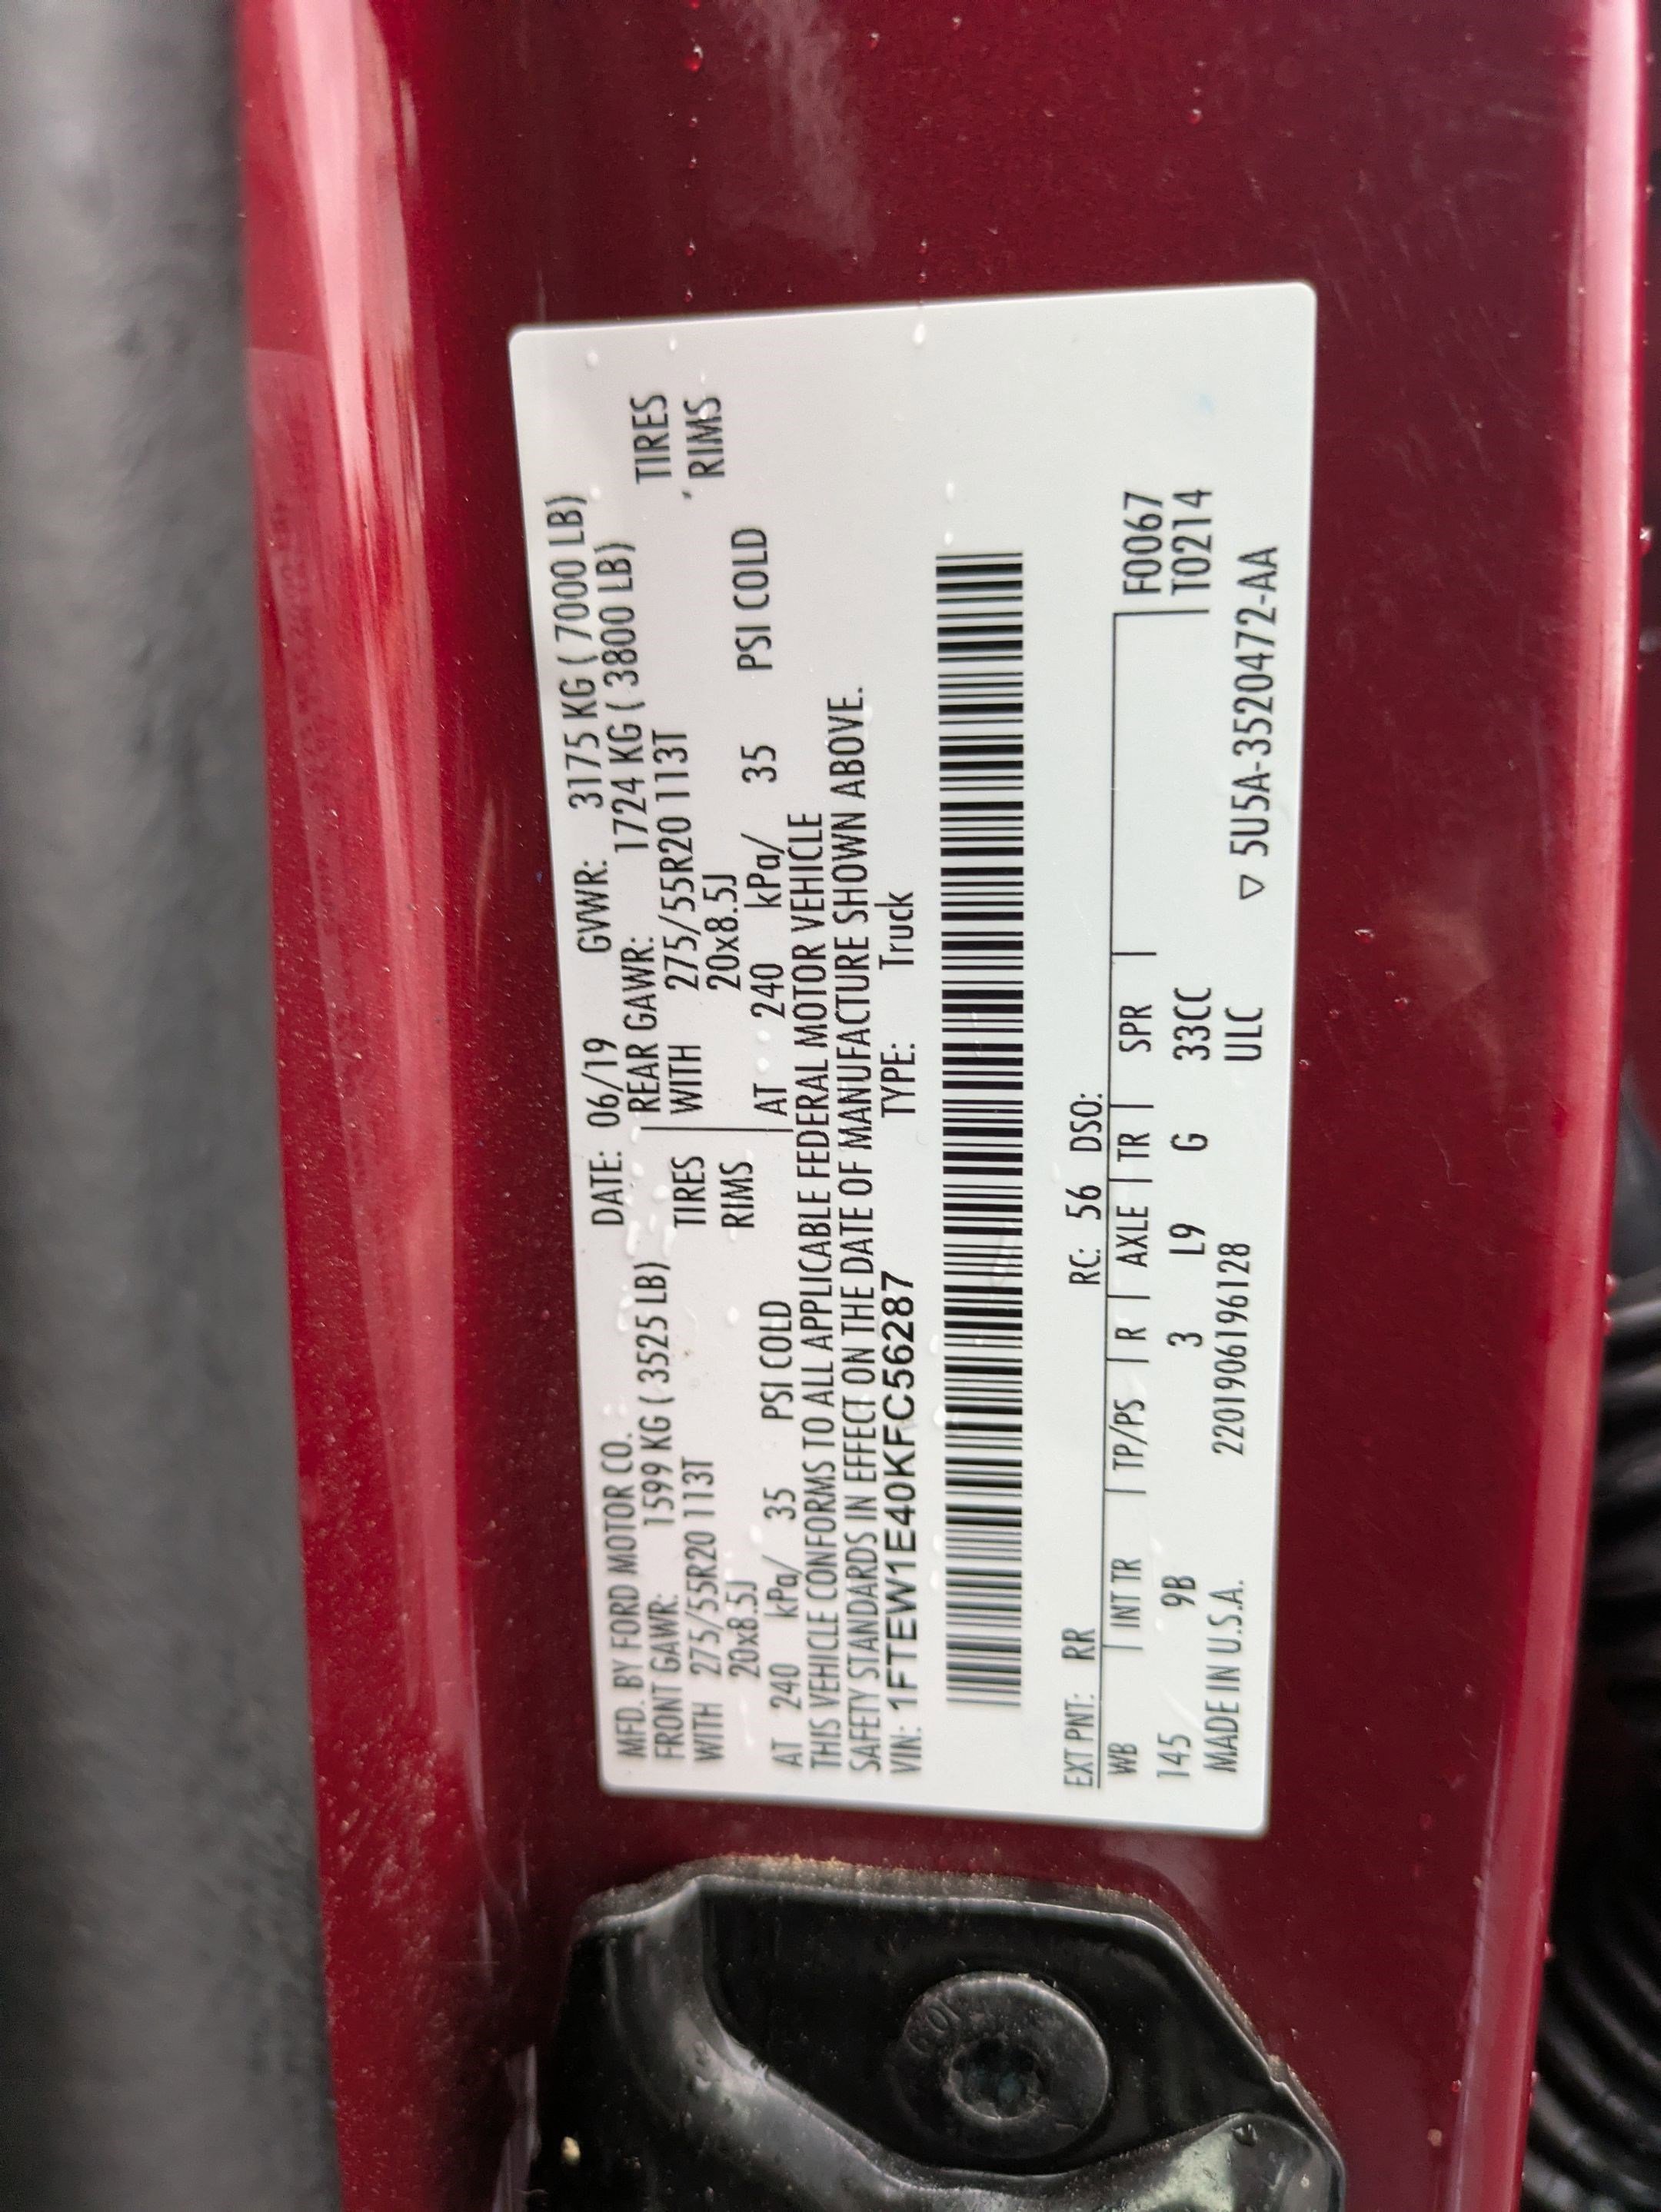 MFD. BY FORD MOTOR CO. DATE: 06/19 GVWR: 3175 KG ( 7000 LB)
FRONT GAWR: 1599 KG ( 3525 LB) REAR GAWR: 1724 KG ( 3800 LB)
WITH 275/55R20 113T TIRES WITH 275/55R20 113T TIRES
20x8.5J RIMS 20x8.5J RIMS
AT 240 kPa/ 35 PSI COLD AT 240 kPa/ 35 PSI COLD
THIS VEHICLE CONFORMS TO ALL APPLICABLE FEDERAL MOTOR VEHICLE
SAFETY STANDARDS IN EFFECT ON THE DATE OF MANUFACTURE SHOWN ABOVE.
VIN: 1FTEW1E40KFC56287 TYPE: Truck
EXT PNT: RR RC: 56 DSO:
WB INT TR TP/PS R AXLE TR SPR F0067
145 9B 3 L9 G 33CC T0214
MADE IN U.S.A. 220190619 6128 ULC ▽ 5U5A-3520472-AA